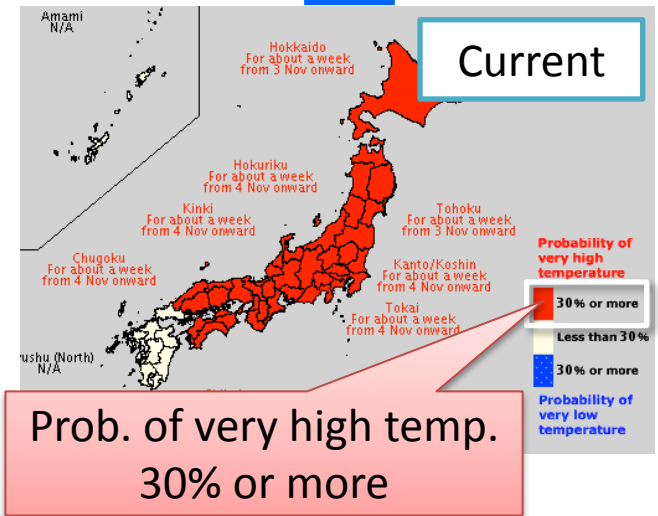 Amami
N/A
Current
Hokkaido
For about a week
from 3 Nov onward
Hokuriku
For about a week
from 4 Nov onward
Kinki
For about a week
from 4 Nov onward
Tohoku
For about a week
from 3 Nov onward
Chugoku
For about a week
from 4 Nov onward
Kanto/Koshin
For about a week
from 4 Nov onward
Tokai
For about a week
from 4 Nov onward
Probability of
very high
temperature
30% or more
Less than 30%
30% or more
Probability of
very low
temperature
ushu (North)
N/A
Prob. of very high temp.
30% or more